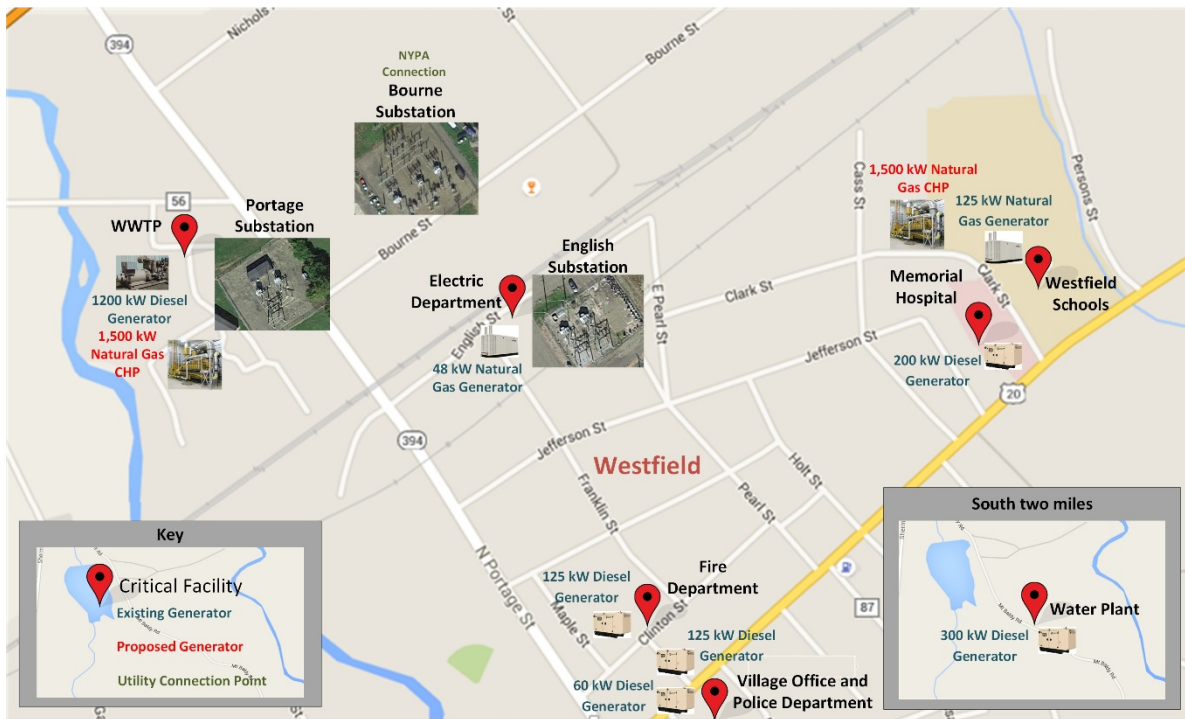 394
Nichols
NYPA
Connection
Bourne
Substation
Bourne St
56
WWTP
Portage
Substation
1200 kW Diesel
Generator
1,500 kW
Natural Gas
CHP
Bourne St
Electric
Department
English St
48 kW Natural
Gas Generator
English
Substation
E Pearl St
Clark St
Cass St
1,500 kW Natural
Gas CHP
125 kW Natural
Gas Generator
Persons St
Memorial
Hospital
Clark St
Westfield
Schools
200 kW Diesel
Generator
20
Jefferson St
394
Jefferson St
Westfield
Franklin St
Pearl St
Holt St
N Portage St
Maple St
Clinton St
125 kW Diesel
Generator
Fire
Department
125 kW Diesel
Generator
60 kW Diesel
Generator
Village Office and
Police Department
87
Key
Critical Facility
Existing Generator
Proposed Generator
Utility Connection Point
South two miles
Sherm
Water Plant
Mt Baldy Rd
300 kW Diesel
Generator